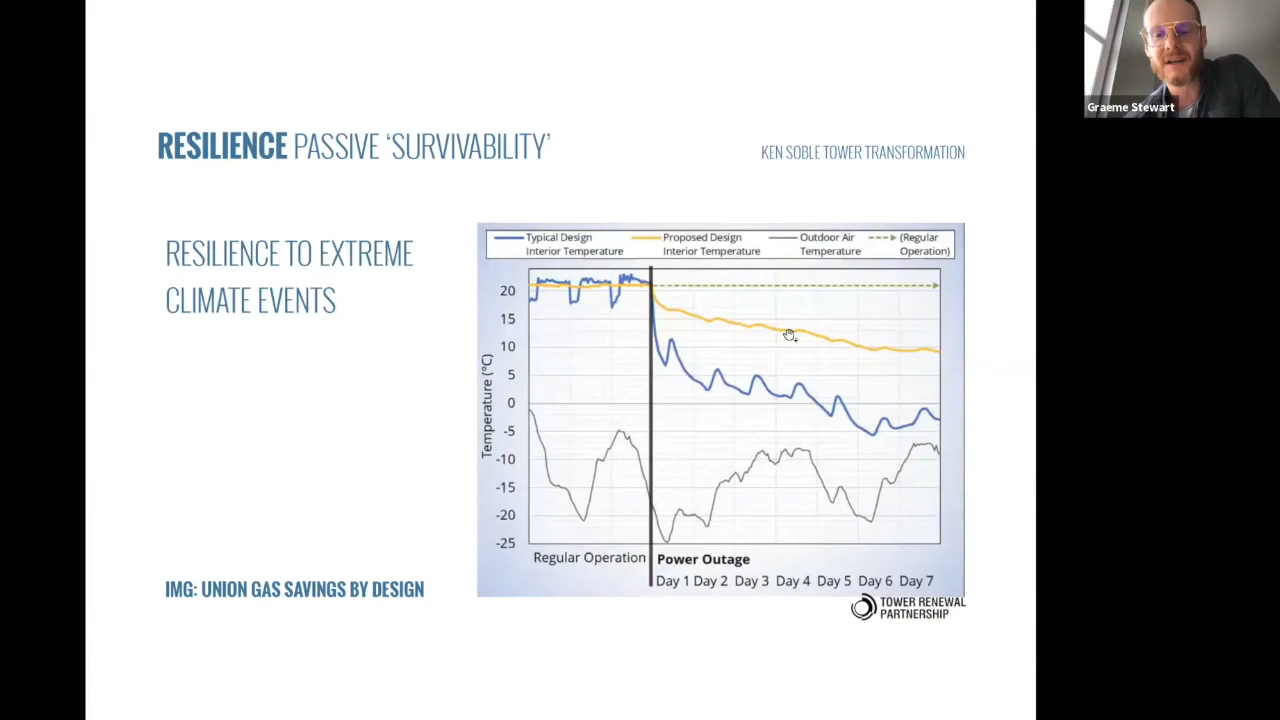 Graeme Stewart
RESILIENCE PASSIVE ‘SURVIVABILITY’
KEN SOBLE TOWER TRANSFORMATION
RESILIENCE TO EXTREME
CLIMATE EVENTS
Typical Design
Interior Temperature
Proposed Design
Interior Temperature
Outdoor Air
Temperature
(Regular
Operation)
Temperature (°C)
20
15
10
5
0
-5
-10
-15
-20
-25
Regular Operation
Power Outage
Day 1 Day 2 Day 3 Day 4 Day 5 Day 6 Day 7
IMG: UNION GAS SAVINGS BY DESIGN
TOWER RENEWAL
PARTNERSHIP